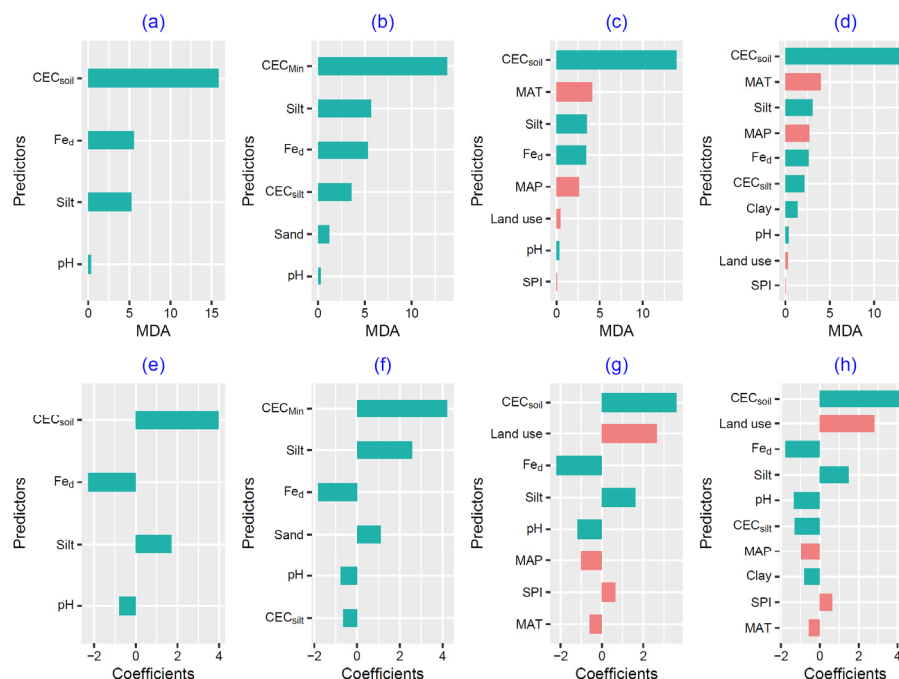 (a)
Predictors
CECsoil
Fed
Silt
pH
0 5 10 15
MDA
(b)
Predictors
CECMin
Silt
Fed
CECsilt
Sand
pH
0 5 10
MDA
(c)
Predictors
CECsoil
MAT
Silt
Fed
MAP
Land use
pH
SPI
0 5 10
MDA
(d)
Predictors
CECsoil
MAT
Silt
MAP
Fed
CECsilt
Clay
pH
Land use
SPI
0 5 10
MDA
(e)
Predictors
CECsoil
Fed
Silt
pH
−2 0 2 4
Coefficients
(f)
Predictors
CECMin
Silt
Fed
Sand
pH
CECsilt
−2 0 2 4
Coefficients
(g)
Predictors
CECsoil
Land use
Fed
Silt
pH
MAP
SPI
MAT
−2 0 2 4
Coefficients
(h)
Predictors
CECsoil
Land use
Fed
Silt
pH
CECsilt
MAP
Clay
SPI
MAT
−2 0 2 4
Coefficients